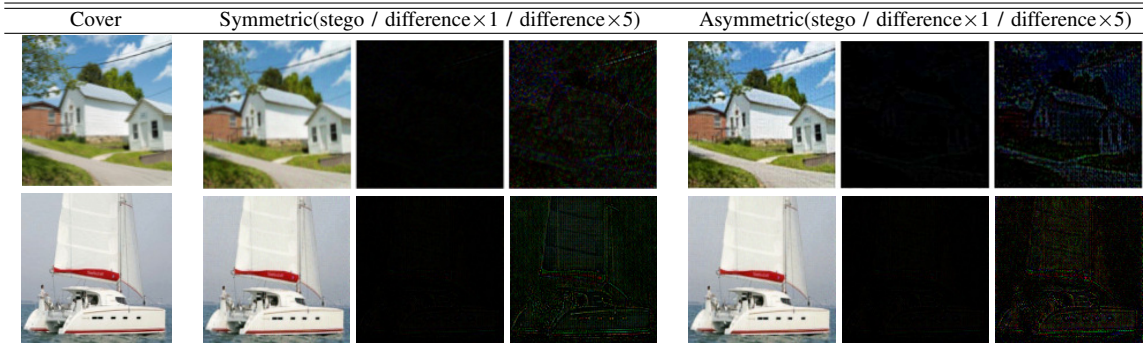 Cover
Symmetric(stego / difference×1 / difference×5)
Asymmetric(stego / difference×1 / difference×5)